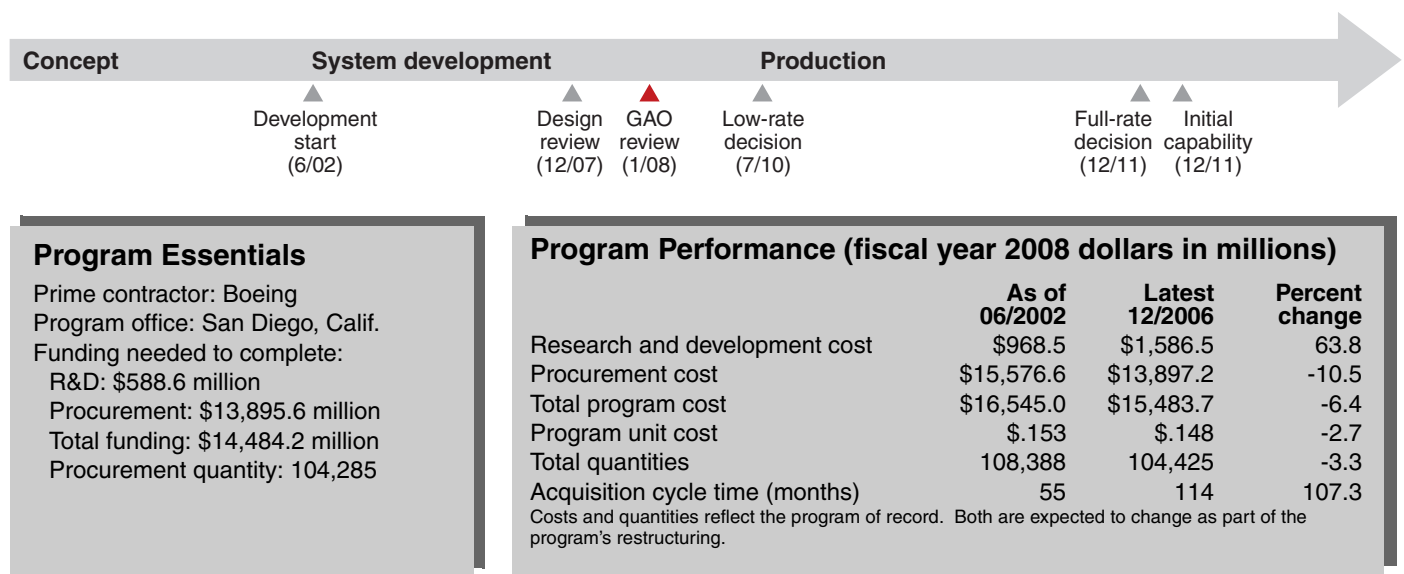 Concept System development Production
Development start (6/02)
Design review (12/07)
GAO review (1/08)
Low-rate decision (7/10)
Full-rate decision (12/11)
Initial capability (12/11)
Program Essentials
Prime contractor: Boeing
Program office: San Diego, Calif.
Funding needed to complete:
R&D: $588.6 million
Procurement: $13,895.6 million
Total funding: $14,484.2 million
Procurement quantity: 104,285
Program Performance (fiscal year 2008 dollars in millions)
As of 06/2002 Latest 12/2006 Percent change
Research and development cost $968.5 $1,586.5 63.8
Procurement cost $15,576.6 $13,897.2 -10.5
Total program cost $16,545.0 $15,483.7 -6.4
Program unit cost $.153 $.148 -2.7
Total quantities 108,388 104,425 -3.3
Acquisition cycle time (months) 55 114 107.3
Costs and quantities reflect the program of record. Both are expected to change as part of the
program's restructuring.